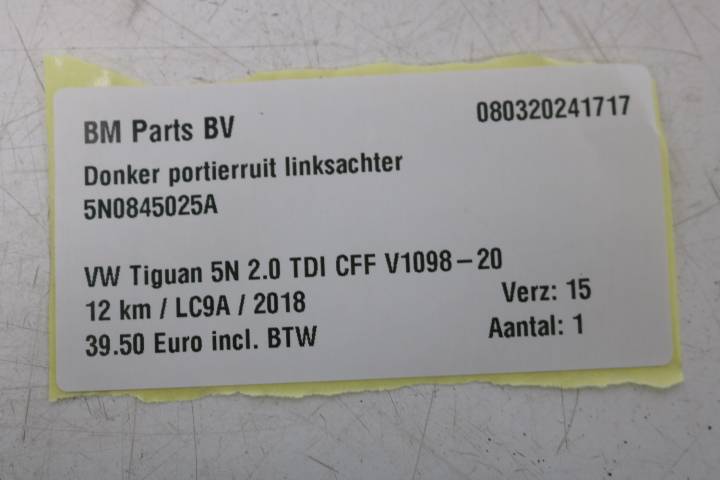 BM Parts BV
080320241717
Donker portierruit linksachter
5N0845025A
VW Tiguan 5N 2.0 TDI CFF V1098-20
12 km / LC9A / 2018
Verz: 15
39.50 Euro incl. BTW
Aantal: 1